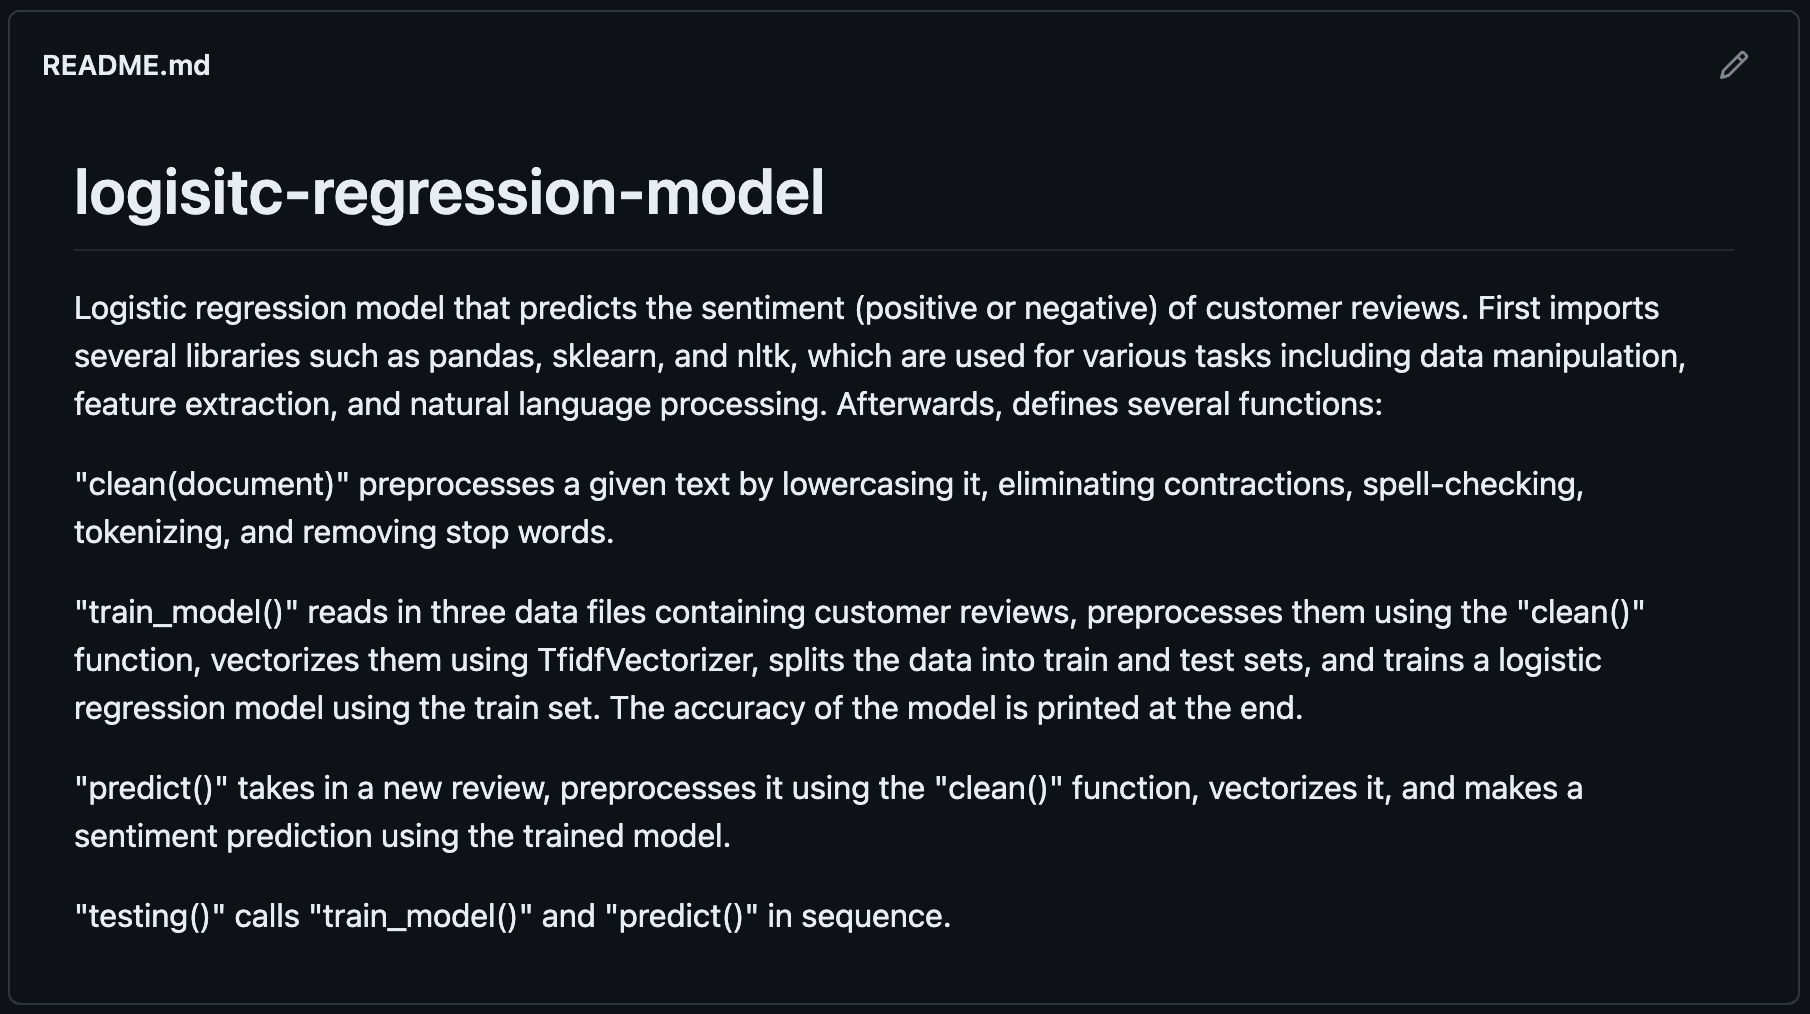 README.md
logisitc-regression-model
Logistic regression model that predicts the sentiment (positive or negative) of customer reviews. First imports
several libraries such as pandas, sklearn, and nltk, which are used for various tasks including data manipulation,
feature extraction, and natural language processing. Afterwards, defines several functions:
"clean(document)" preprocesses a given text by lowercasing it, eliminating contractions, spell-checking,
tokenizing, and removing stop words.
"train_model()" reads in three data files containing customer reviews, preprocesses them using the "clean()"
function, vectorizes them using TfidfVectorizer, splits the data into train and test sets, and trains a logistic
regression model using the train set. The accuracy of the model is printed at the end.
"predict()" takes in a new review, preprocesses it using the "clean()" function, vectorizes it, and makes a
sentiment prediction using the trained model.
"testing()" calls "train_model()" and "predict()" in sequence.